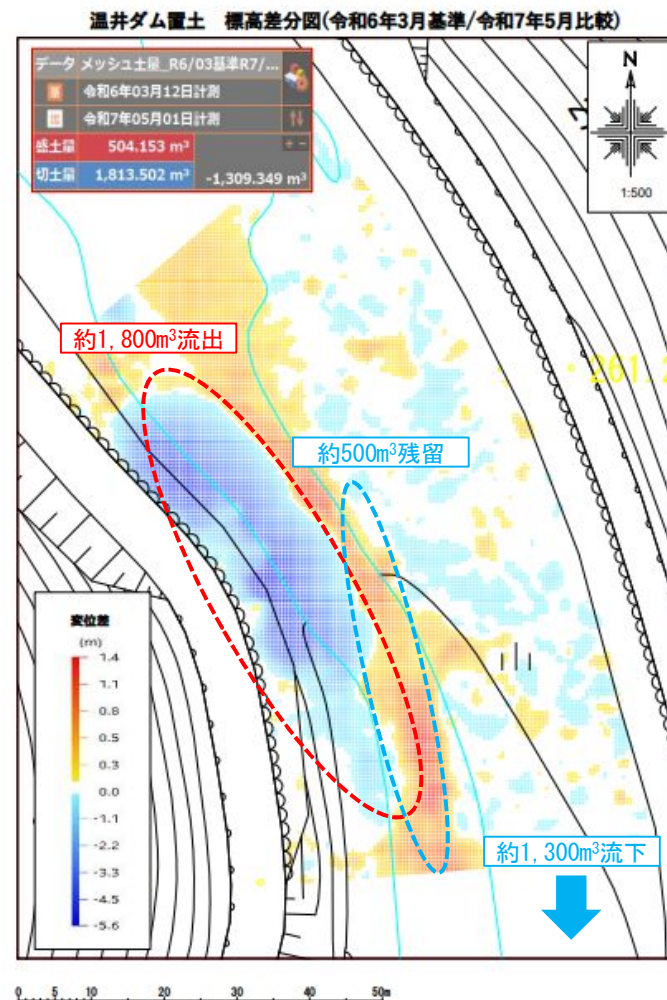 温井ダム置土 標高差分図(令和6年3月基準/令和7年5月比較)
データ メッシュ土量_R6/03基準R7/...
令和6年03月12日計測
令和7年05月01日計測
盛土量 504.153 m³
切土量 1,813.502 m³ -1,309.349 m³
N
1:500
約1,800m³流出
261.2
約500m³残留
変位差
(m)
1.4
1.1
0.8
0.5
0.3
0.0
-1.1
-2.2
-3.3
-4.5
-5.6
約1,300m³流下
0 5 10 20 30 40 50m